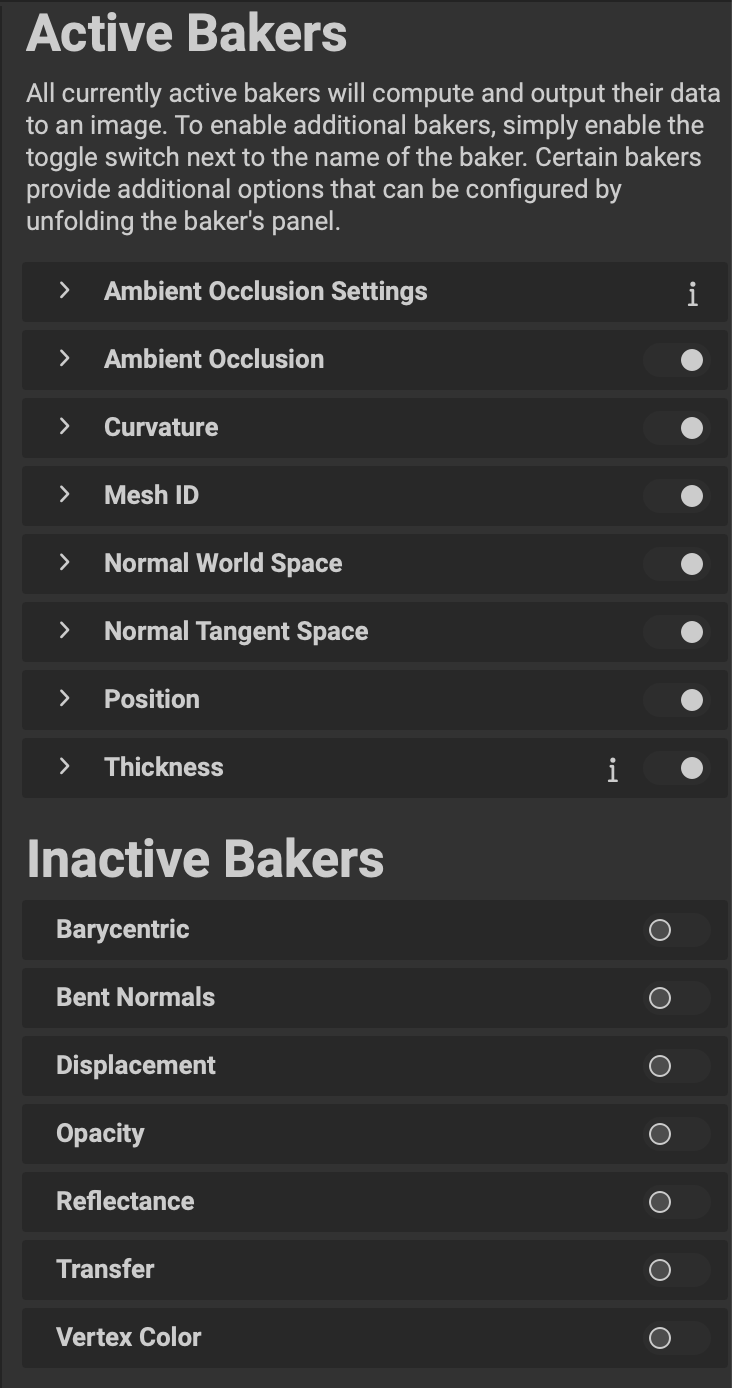 Active Bakers
All currently active bakers will compute and output their data
to an image. To enable additional bakers, simply enable the
toggle switch next to the name of the baker. Certain bakers
provide additional options that can be configured by
unfolding the baker's panel.
Ambient Occlusion Settings
Ambient Occlusion
Curvature
Mesh ID
Normal World Space
Normal Tangent Space
Position
Thickness
Inactive Bakers
Barycentric
Bent Normals
Displacement
Opacity
Reflectance
Transfer
Vertex Color